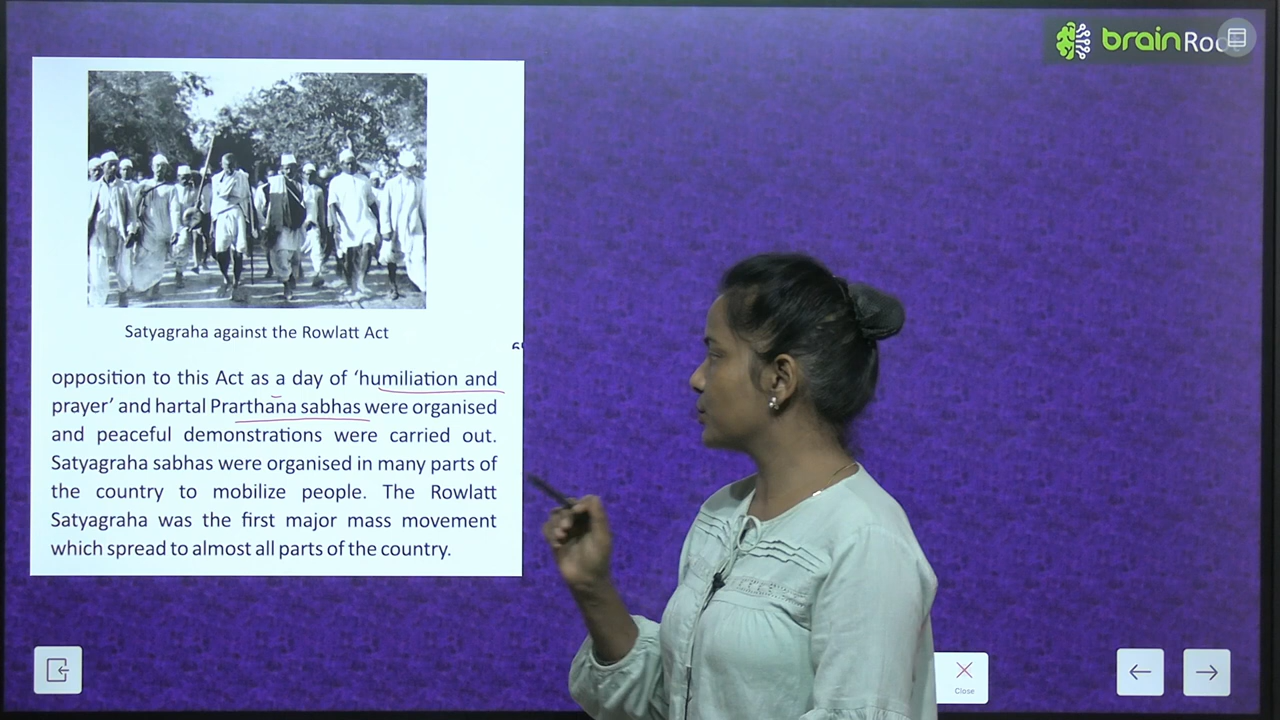 brainRoo
Satyagraha against the Rowlatt Act
opposition to this Act as a day of ‘humiliation and
prayer’ and hartal Prarthana sabhas were organised
and peaceful demonstrations were carried out.
Satyagraha sabhas were organised in many parts of
the country to mobilize people. The Rowlatt
Satyagraha was the first major mass movement
which spread to almost all parts of the country.
Close